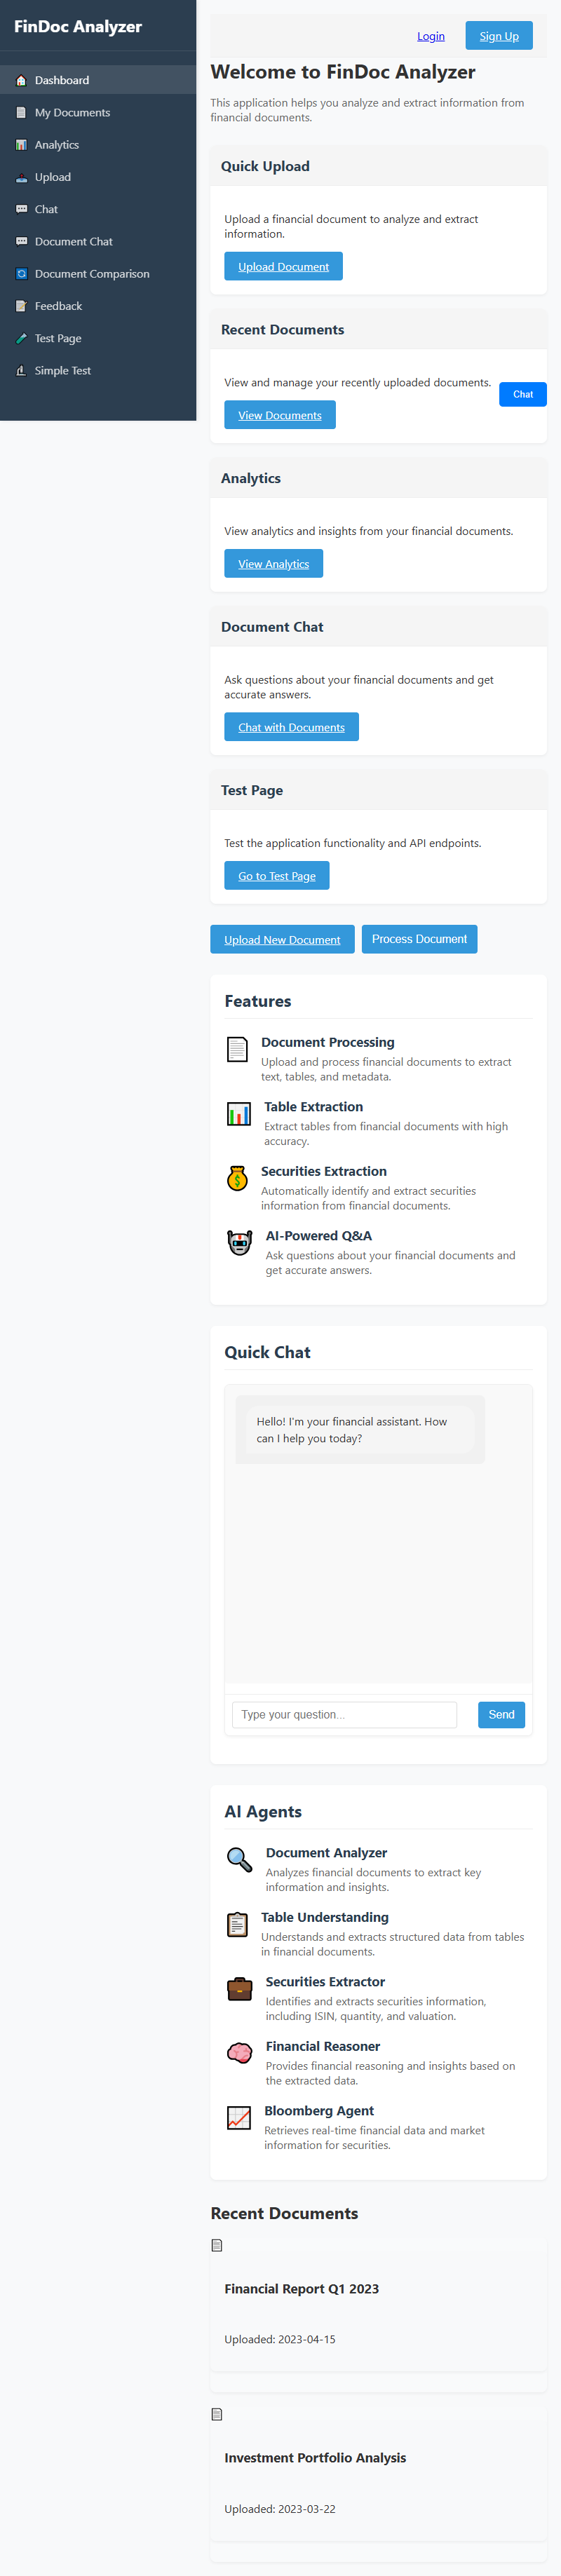 FinDoc Analyzer
Dashboard
My Documents
Analytics
Upload
Chat
Document Chat
Document Comparison
Feedback
Test Page
Simple Test
Login
Sign Up
Welcome to FinDoc Analyzer
This application helps you analyze and extract information from
financial documents.
Quick Upload
Upload a financial document to analyze and extract
information.
Upload Document
Recent Documents
View and manage your recently uploaded documents.
Chat
View Documents
Analytics
View analytics and insights from your financial documents.
View Analytics
Document Chat
Ask questions about your financial documents and get
accurate answers.
Chat with Documents
Test Page
Test the application functionality and API endpoints.
Go to Test Page
Upload New Document
Process Document
Features
Document Processing
Upload and process financial documents to extract
text, tables, and metadata.
Table Extraction
Extract tables from financial documents with high
accuracy.
Securities Extraction
Automatically identify and extract securities
information from financial documents.
AI-Powered Q&A
Ask questions about your financial documents and
get accurate answers.
Quick Chat
Hello! I'm your financial assistant. How
can I help you today?
Type your question...
Send
AI Agents
Document Analyzer
Analyzes financial documents to extract key
information and insights.
Table Understanding
Understands and extracts structured data from tables
in financial documents.
Securities Extractor
Identifies and extracts securities information,
including ISIN, quantity, and valuation.
Financial Reasoner
Provides financial reasoning and insights based on
the extracted data.
Bloomberg Agent
Retrieves real-time financial data and market
information for securities.
Recent Documents
Financial Report Q1 2023
Uploaded: 2023-04-15
Investment Portfolio Analysis
Uploaded: 2023-03-22